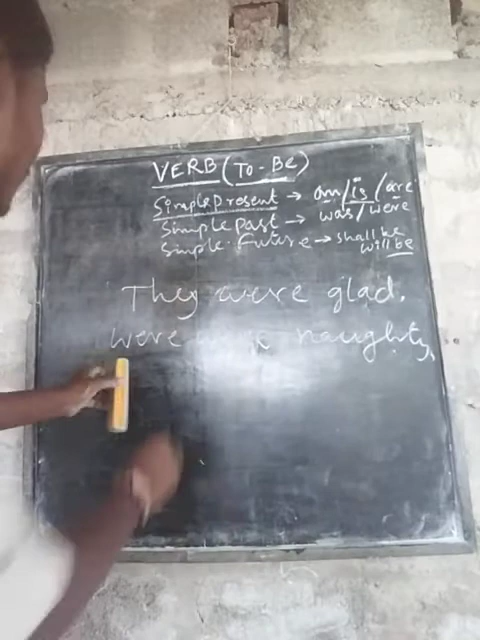 VERB (TO-BE)
Simple present → am/is/are
Simple past → was/were
Simple future → shall be
will be
They were glad.
were naughty,